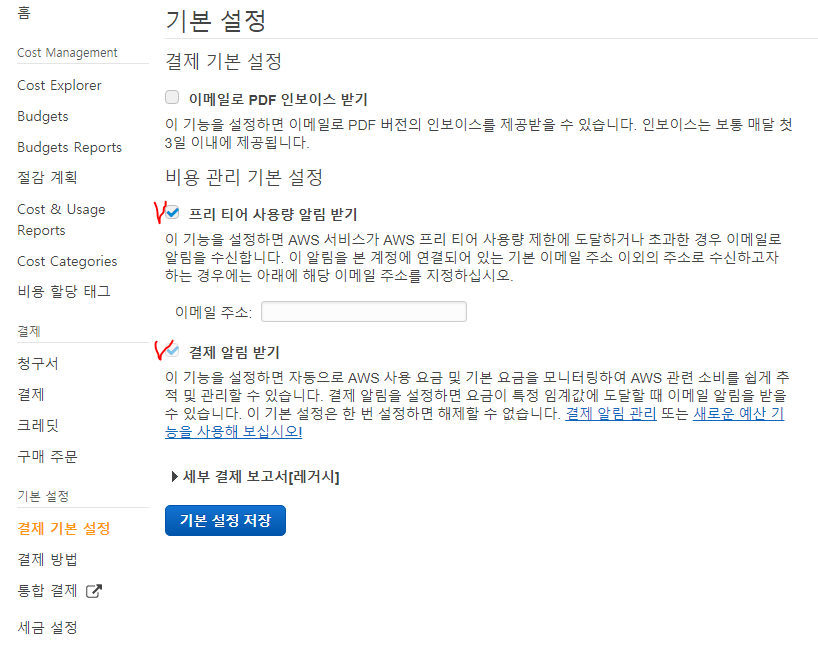 홈
Cost Management
Cost Explorer
Budgets
Budgets Reports
절감 계획
Cost & Usage
Reports
Cost Categories
비용 할당 태그
결제
청구서
결제
크레딧
구매 주문
기본 설정
결제 기본 설정
결제 방법
통합 결제
세금 설정
기본 설정
결제 기본 설정
이메일로 PDF 인보이스 받기
이 기능을 설정하면 이메일로 PDF 버전의 인보이스를 제공받을 수 있습니다. 인보이스는 보통 매달 첫
3일 이내에 제공됩니다.
비용 관리 기본 설정
프리 티어 사용량 알림 받기
이 기능을 설정하면 AWS 서비스가 AWS 프리 티어 사용량 제한에 도달하거나 초과한 경우 이메일로
알림을 수신합니다. 이 알림을 본 계정에 연결되어 있는 기본 이메일 주소 이외의 주소로 수신하고자
하는 경우에는 아래에 해당 이메일 주소를 지정하십시오.
이메일 주소:
결제 알림 받기
이 기능을 설정하면 자동으로 AWS 사용 요금 및 기본 요금을 모니터링하여 AWS 관련 소비를 쉽게 추
적 및 관리할 수 있습니다. 결제 알림을 설정하면 요금이 특정 임계값에 도달할 때 이메일 알림을 받을
수 있습니다. 이 기본 설정은 한 번 설정하면 해제할 수 없습니다. 결제 알림 관리 또는 새로운 예산 기
능을 사용해 보십시오!
세부 결제 보고서[레거시]
기본 설정 저장